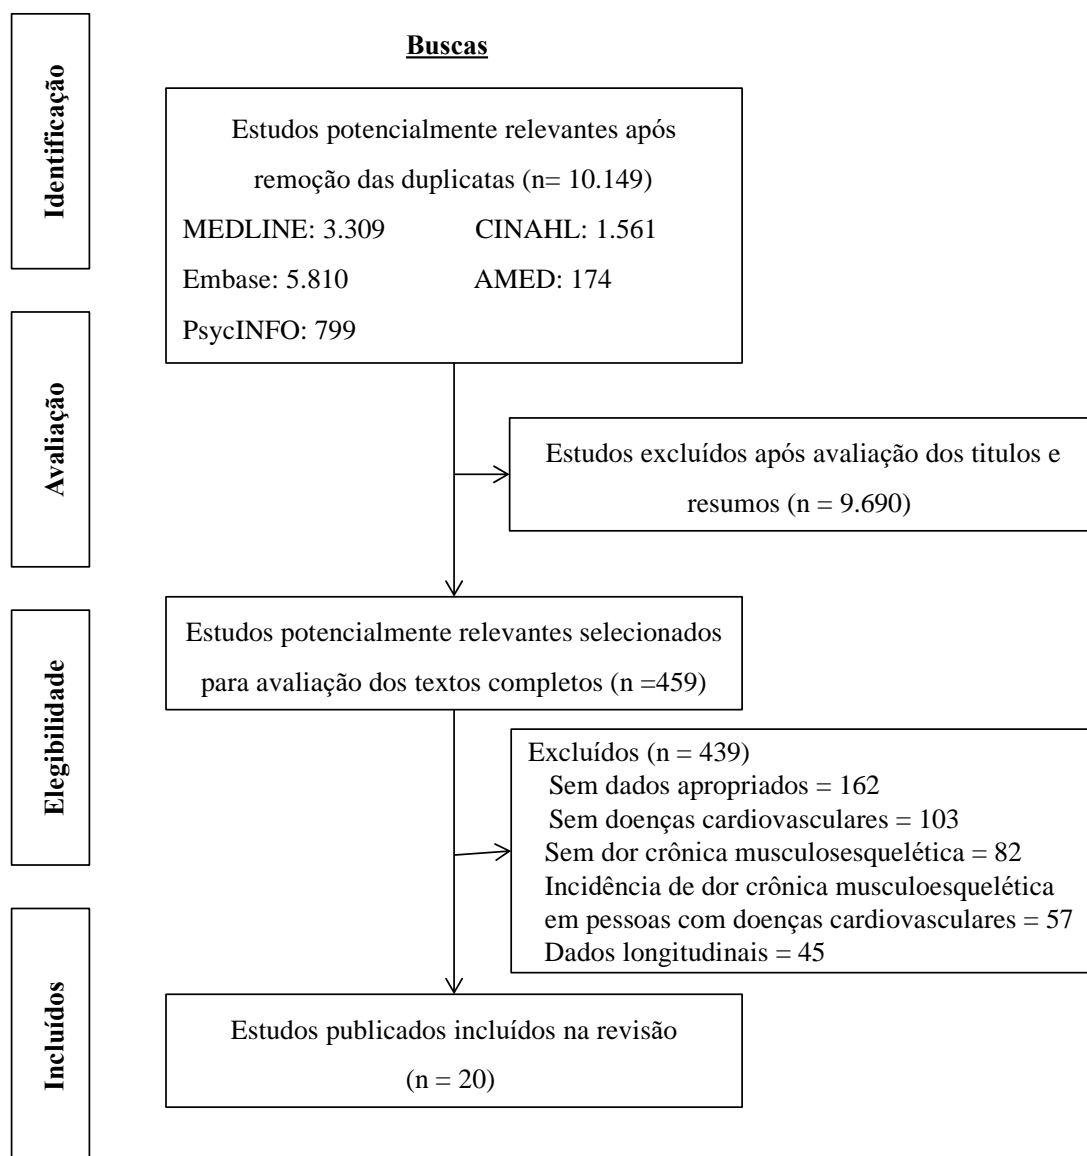 Buscas
Identificação
Estudos potencialmente relevantes após
remoção das duplicatas (n= 10.149)
MEDLINE: 3.309 CINAHL: 1.561
Embase: 5.810 AMED: 174
PsycINFO: 799
Avaliação
Estudos excluídos após avaliação dos titulos e
resumos (n = 9.690)
Elegibilidade
Estudos potencialmente relevantes selecionados
para avaliação dos textos completos (n =459)
Excluídos (n = 439)
Sem dados apropriados = 162
Sem doenças cardiovasculares = 103
Sem dor crônica musculosesquelética = 82
Incidência de dor crônica musculoesquelética
em pessoas com doenças cardiovasculares = 57
Dados longitudinais = 45
Incluídos
Estudos publicados incluídos na revisão
(n = 20)